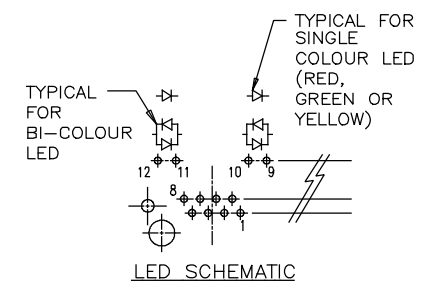 TYPICAL FOR
SINGLE
COLOUR LED
(RED,
GREEN OR
YELLOW)
TYPICAL
FOR
BI-COLOUR
LED
12 11 10 9
8
1
LED SCHEMATIC